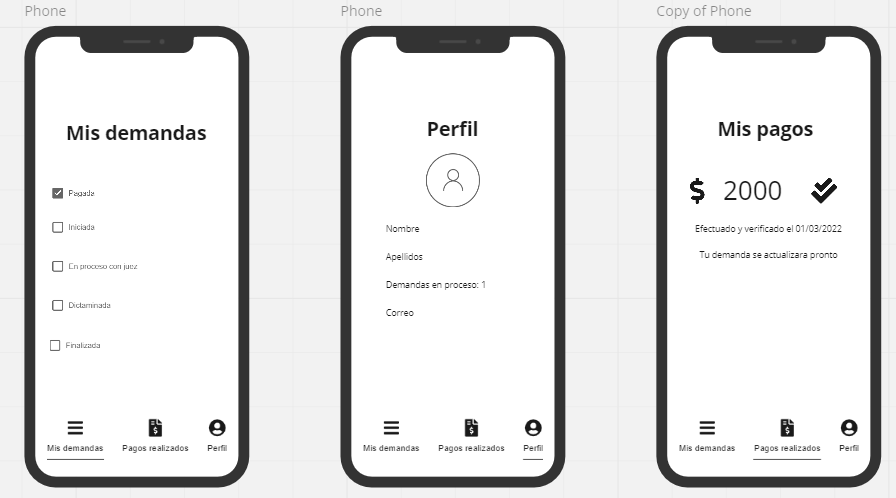 Phone
Mis demandas
Pagada
Iniciada
En proceso con juez
Dictaminada
Finalizada
Mis demandas
Pagos realizados
Perfil
Phone
Perfil
Nombre
Apellidos
Demandas en proceso: 1
Correo
Mis demandas
Pagos realizados
Perfil
Copy of Phone
Mis pagos
$ 2000
Efectuado y verificado el 01/03/2022
Tu demanda se actualizara pronto
Mis demandas
Pagos realizados
Perfil